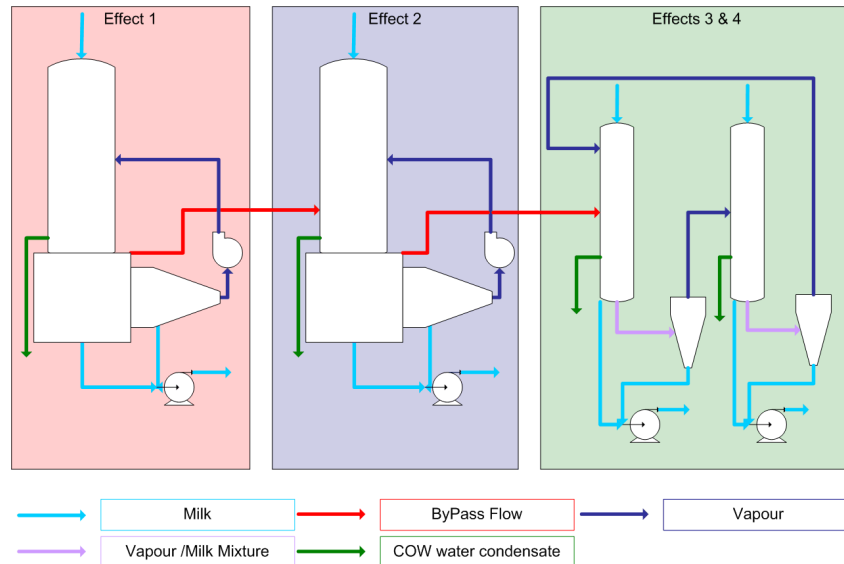 Effect 1
Effect 2
Effects 3 & 4
Milk
ByPass Flow
Vapour
Vapour /Milk Mixture
COW water condensate